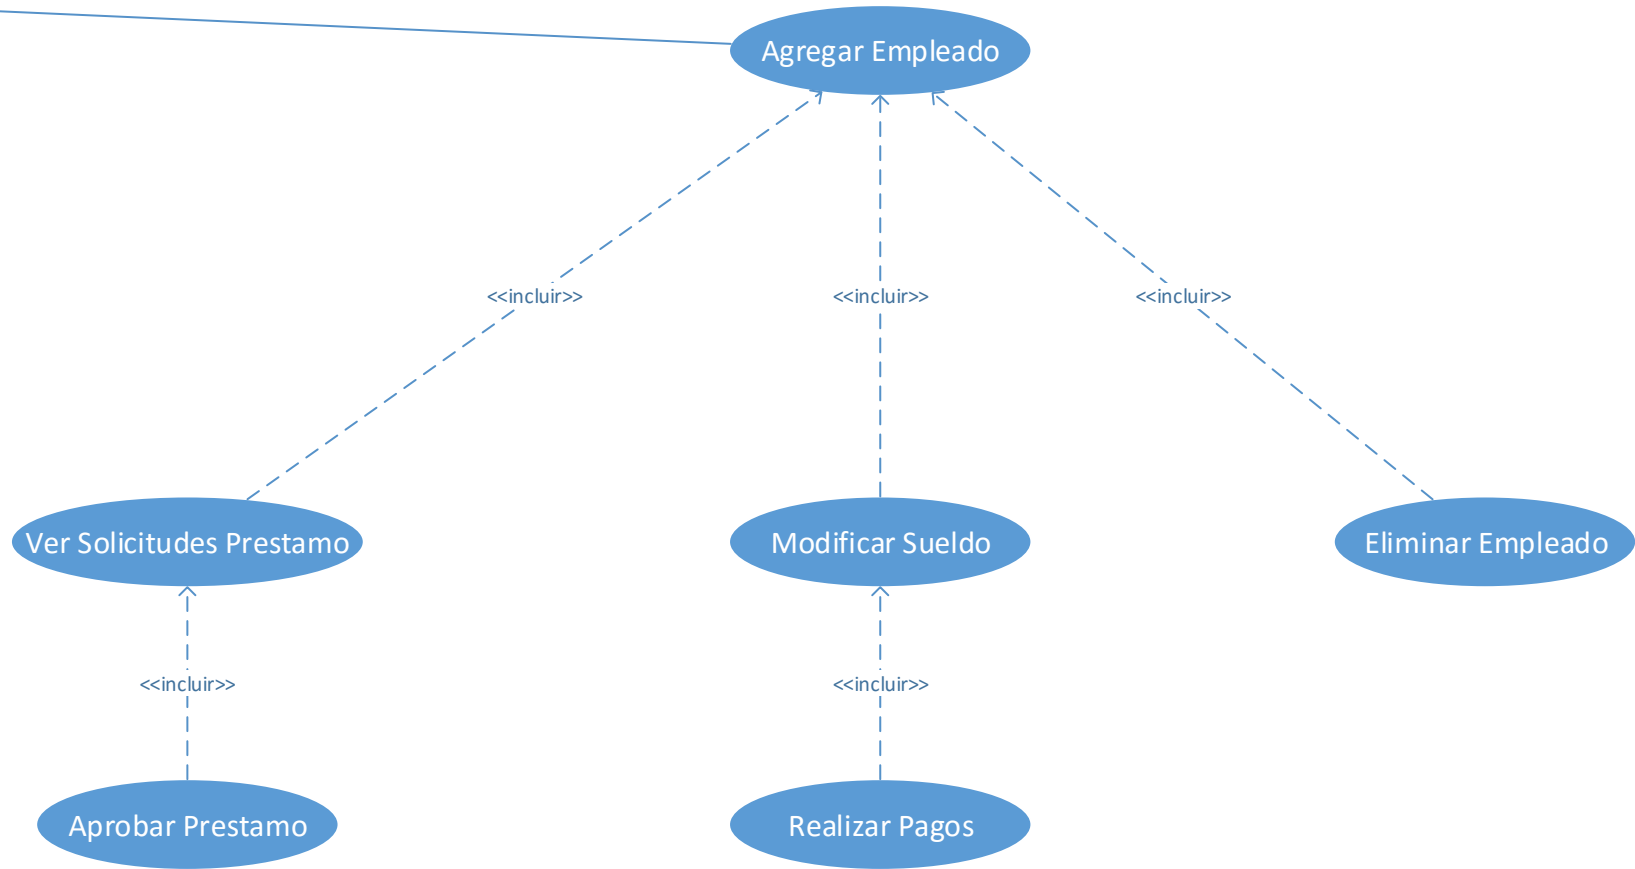 Agregar Empleado
<<incluir>>
<<incluir>>
<<incluir>>
Ver Solicitudes Prestamo
Modificar Sueldo
Eliminar Empleado
<<incluir>>
<<incluir>>
Aprobar Prestamo
Realizar Pagos